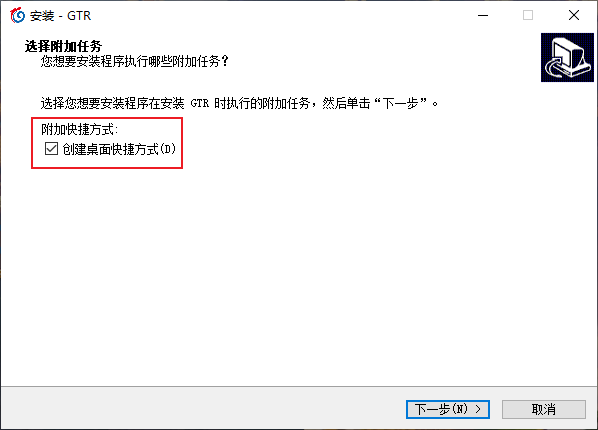 安装 - GTR
选择附加任务
您想要安装程序执行哪些附加任务？
选择您想要安装程序在安装 GTR 时执行的附加任务，然后单击“下一步”。
附加快捷方式:
创建桌面快捷方式(D)
下一步(N) >
取消